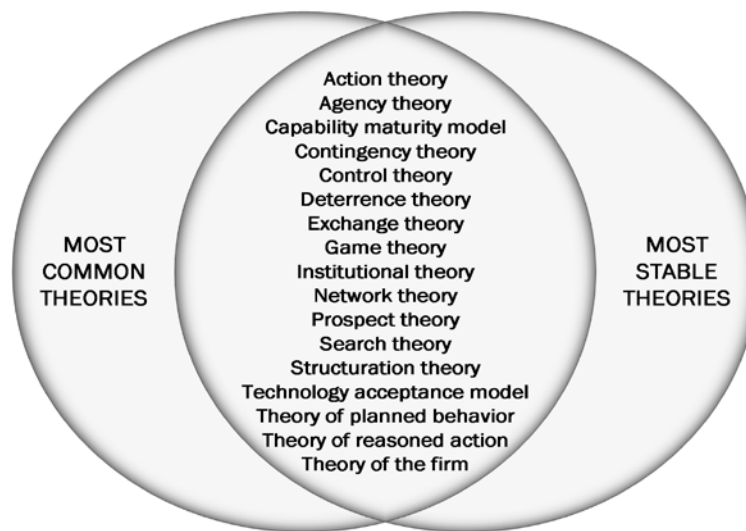 Action theory
Agency theory
Capability maturity model
Contingency theory
Control theory
Deterrence theory
Exchange theory
Game theory
Institutional theory
Network theory
Prospect theory
Search theory
Structuration theory
Technology acceptance model
Theory of planned behavior
Theory of reasoned action
Theory of the firm
MOST
COMMON
THEORIES
MOST
STABLE
THEORIES